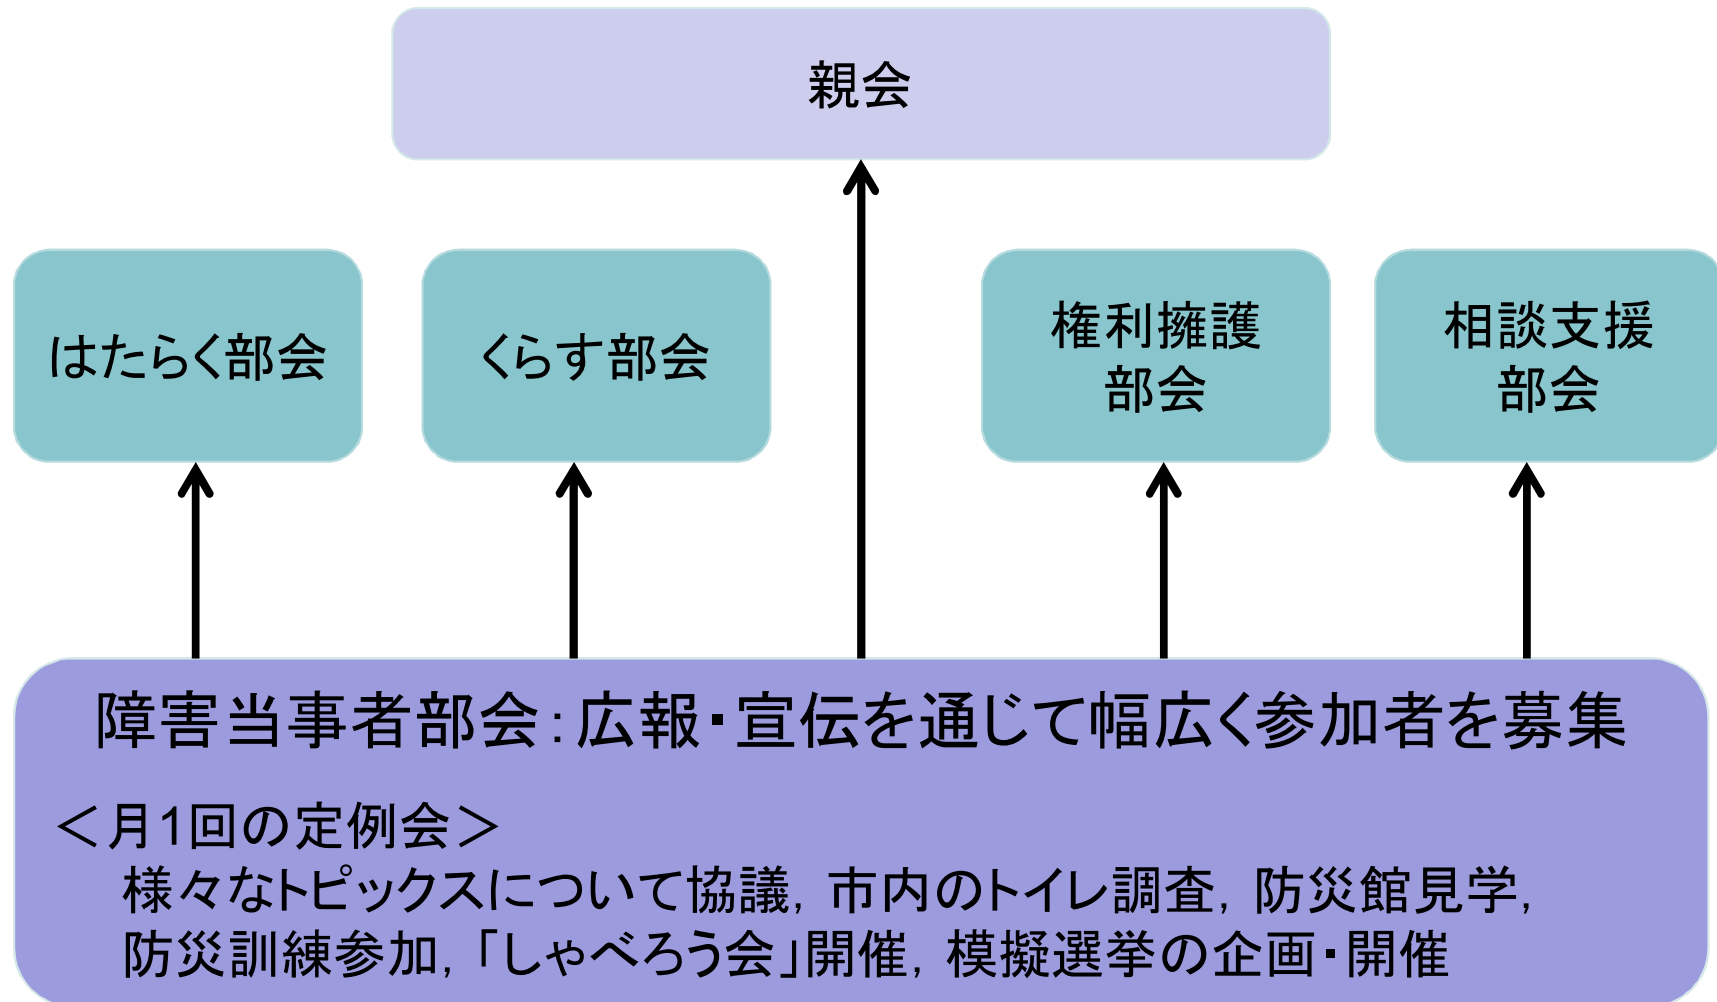 親会
はたらく部会
くらす部会
権利擁護
部会
相談支援
部会
障害当事者部会:広報・宣伝を通じて幅広く参加者を募集
<月1回の定例会>
様々なトピックスについて協議,市内のトイレ調査,防災館見学,
防災訓練参加,「しゃべろう会」開催,模擬選挙の企画・開催